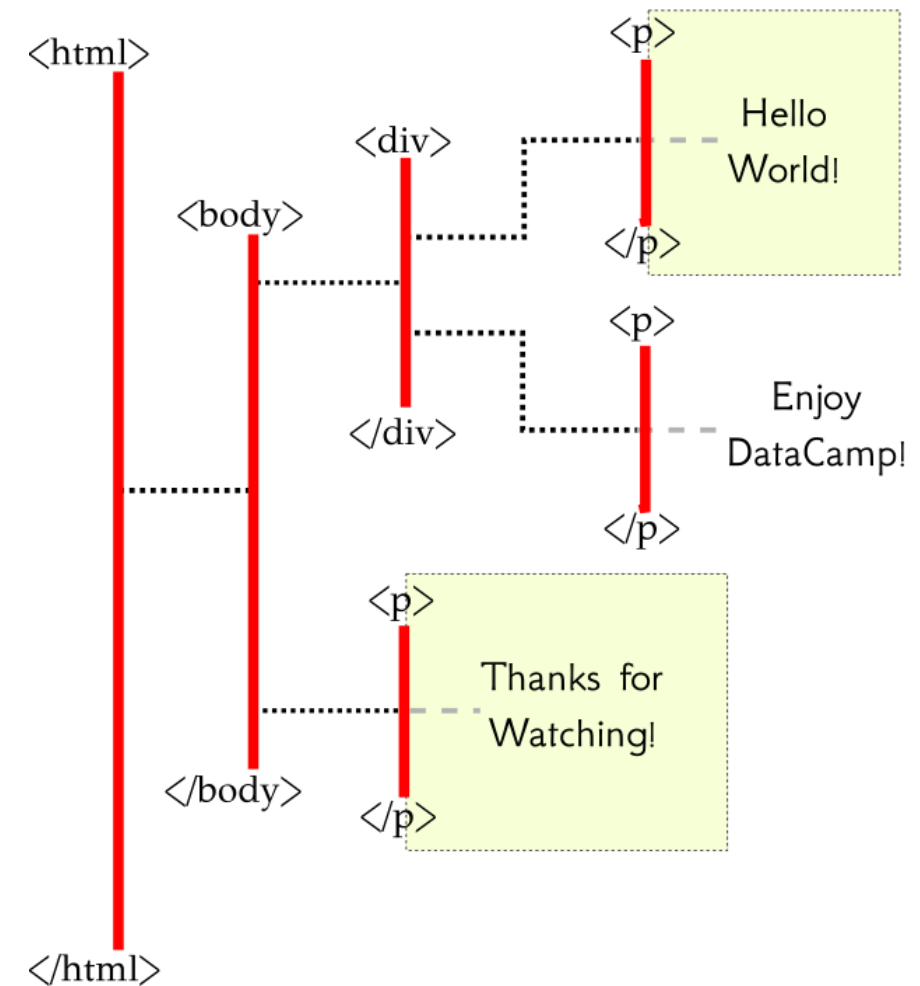 <html>
<body>
<div>
<p>
Hello
World!
</p>
<p>
Enjoy
DataCamp!
</p>
</div>
<p>
Thanks for
Watching!
</p>
</body>
</html>